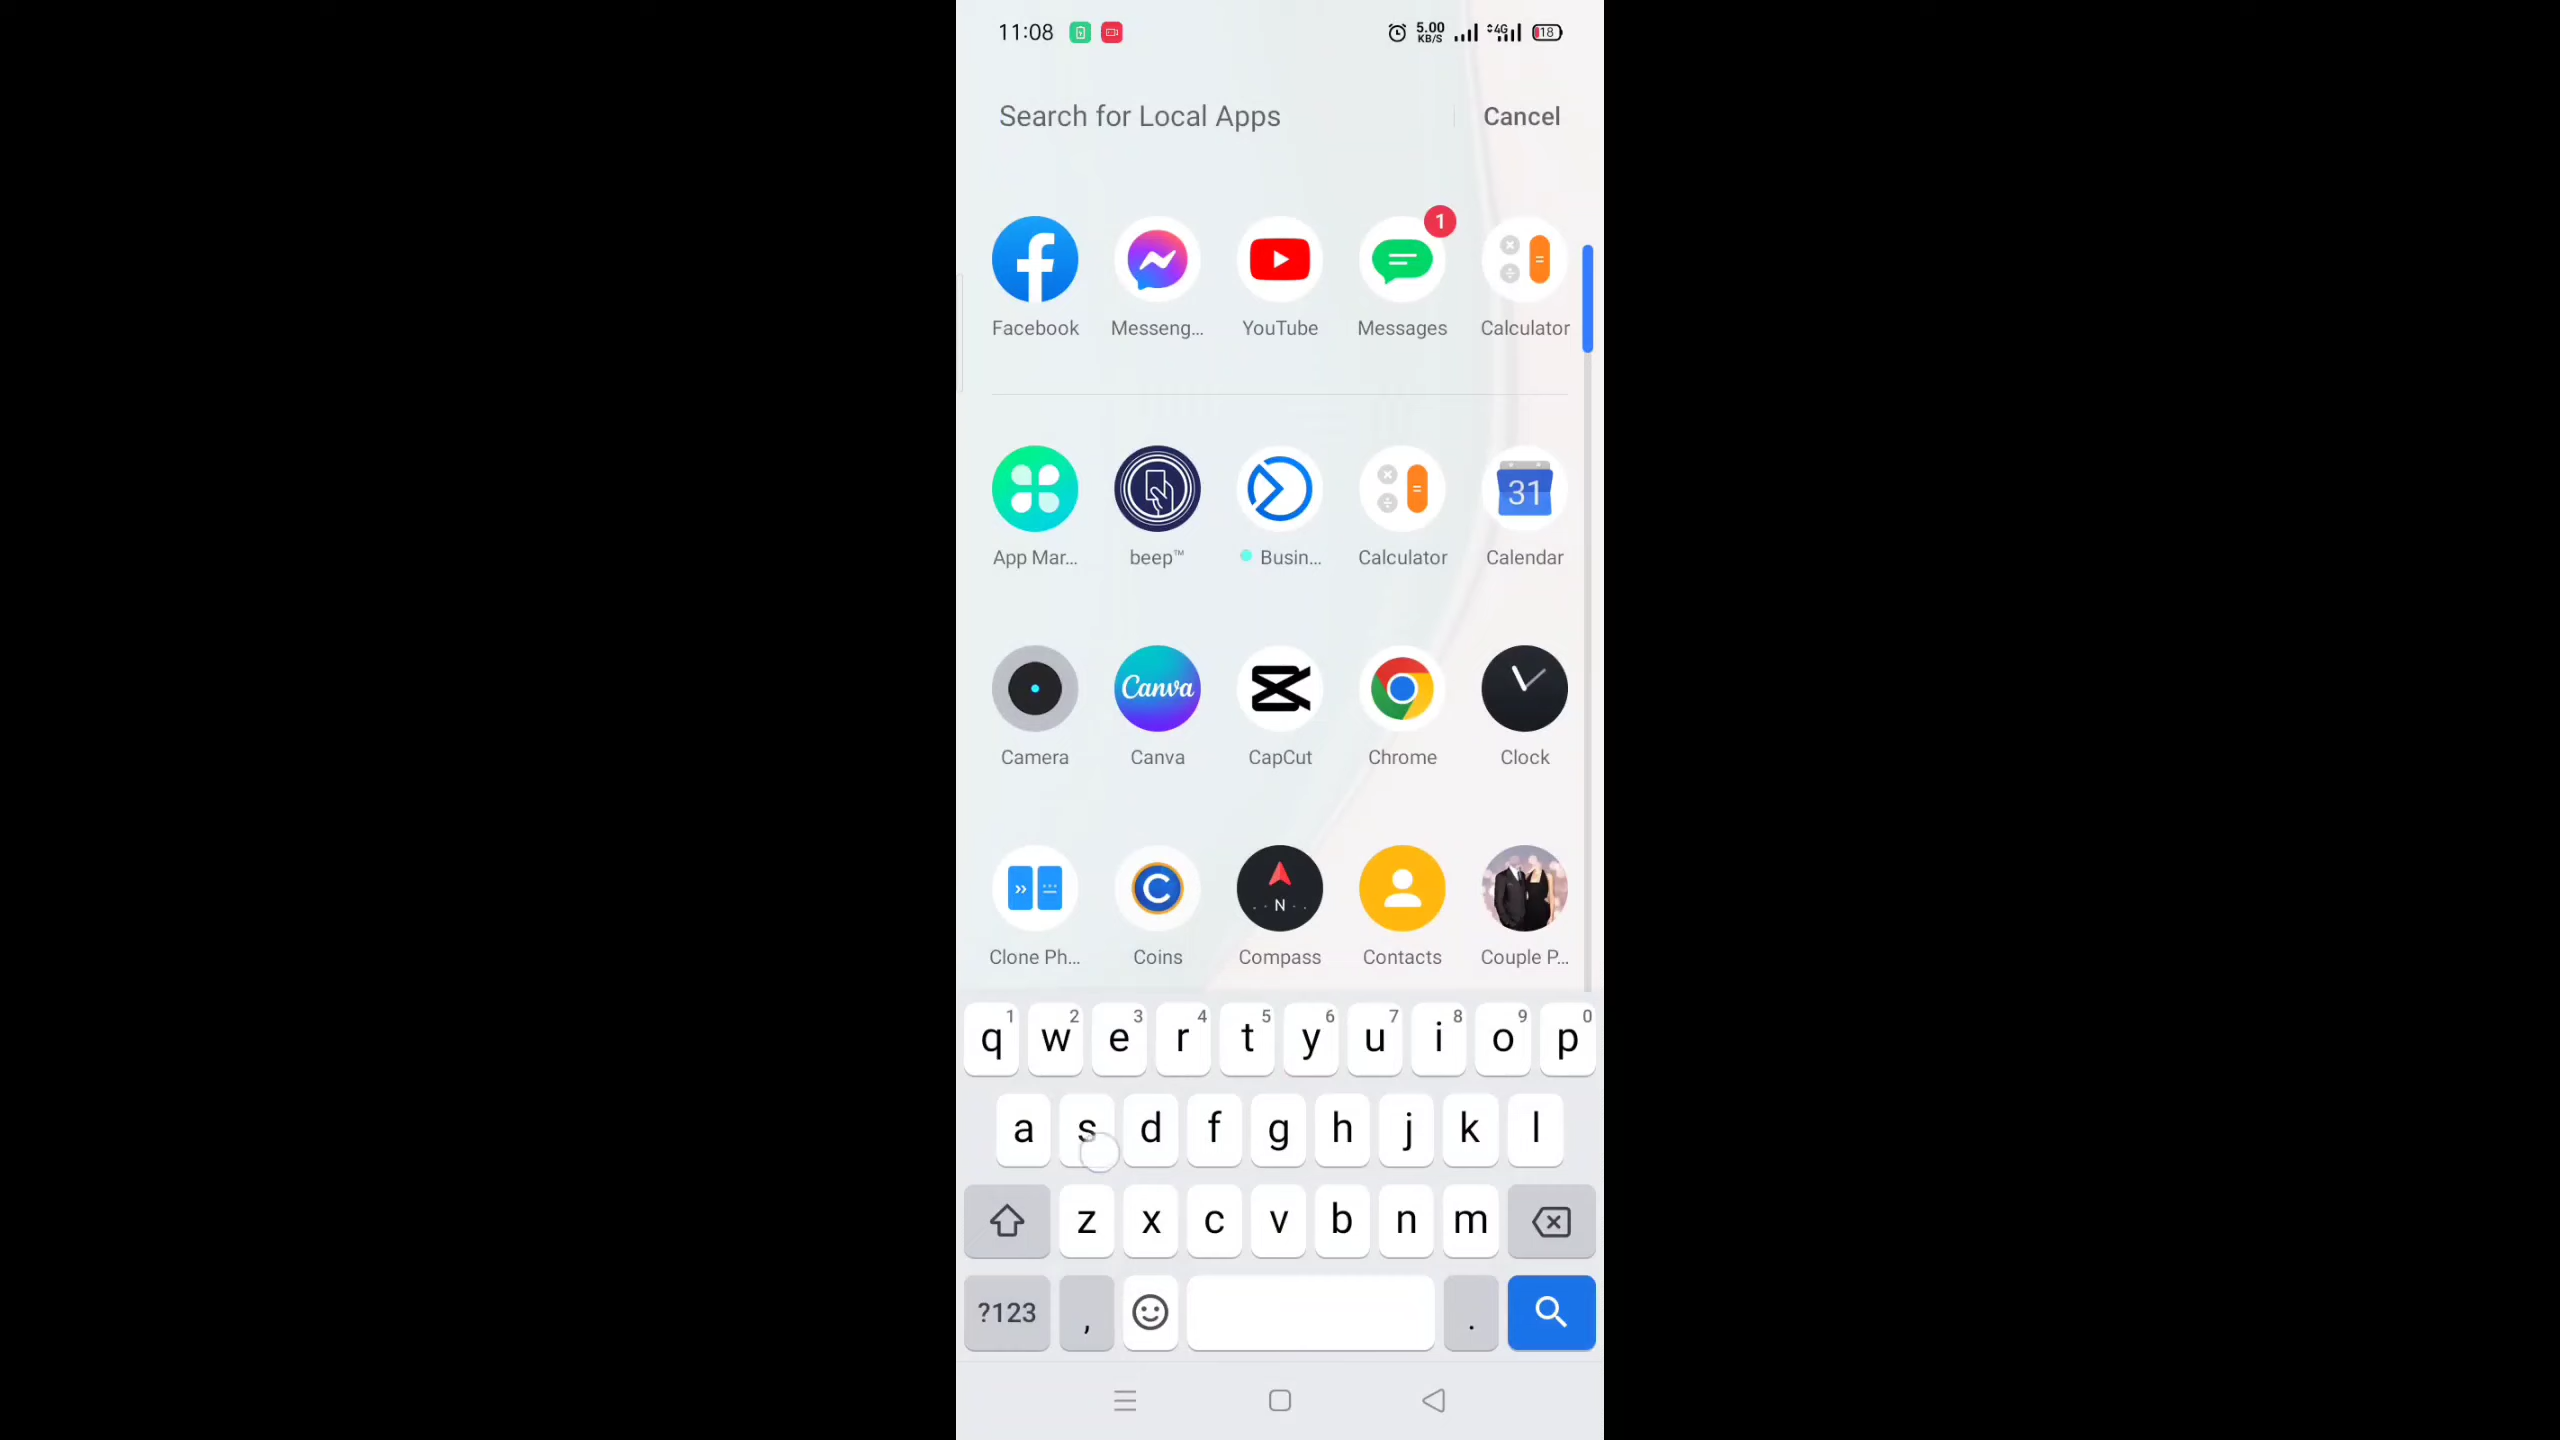 11:08 5.00 KB/S 4G 18
Search for Local Apps Cancel
1
Facebook Messeng... YouTube Messages Calculator
31
App Mar... beep™ Busin... Calculator Calendar
Canva
Camera Canva CapCut Chrome Clock
C N
Clone Ph... Coins Compass Contacts Couple P...
1 2 3 4 5 6 7 8 9 0
q w e r t y u i o p
a s d f g h j k l
z x c v b n m
?123 , .